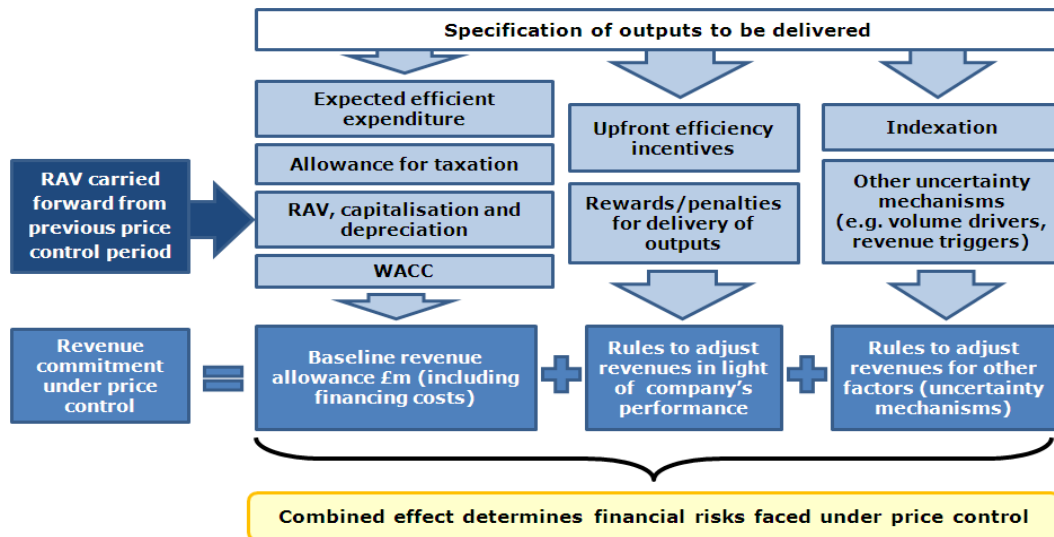 Specification of outputs to be delivered
Expected efficient
expenditure
Allowance for taxation
RAV, capitalisation and
depreciation
WACC
Upfront efficiency
incentives
Rewards/penalties
for delivery of
outputs
Indexation
Other uncertainty
mechanisms
(e.g. volume drivers,
revenue triggers)
RAV carried
forward from
previous price
control period
Revenue
commitment
under price
control
Baseline revenue
allowance £m (including
financing costs)
Rules to adjust
revenues in light
of company’s
performance
Rules to adjust
revenues for other
factors (uncertainty
mechanisms)
Combined effect determines financial risks faced under price control